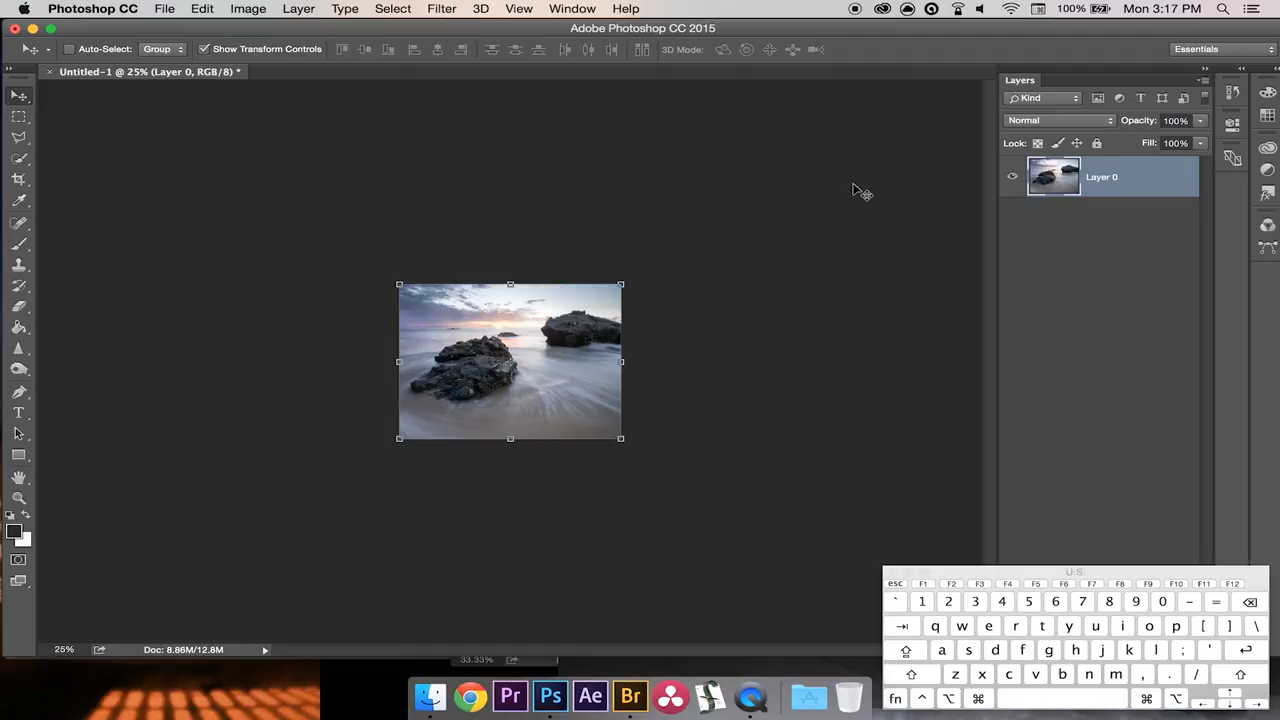 Photoshop CC File Edit Image Layer Type Select Filter 3D View Window Help 100% Mon 3:17 PM
Adobe Photoshop CC 2015
Auto-Select: Group Show Transform Controls 3D Mode: Essentials
× Untitled-1 @ 25% (Layer 0, RGB/8) *
Layers
Kind
Normal Opacity: 100%
Lock: Fill: 100%
Layer 0
25% Doc: 8.86M/12.8M
33.33%
U.S.
esc F1 F2 F3 F4 F5 F6 F7 F8 F9 F10 F11 F12
` 1 2 3 4 5 6 7 8 9 0 - =
q w e r t y u i o p [ ] \
a s d f g h j k l ; '
z x c v b n m , . /
fn ^ ⌥ ⌘ ⌘ ⌥
Pr Ps Ae Br